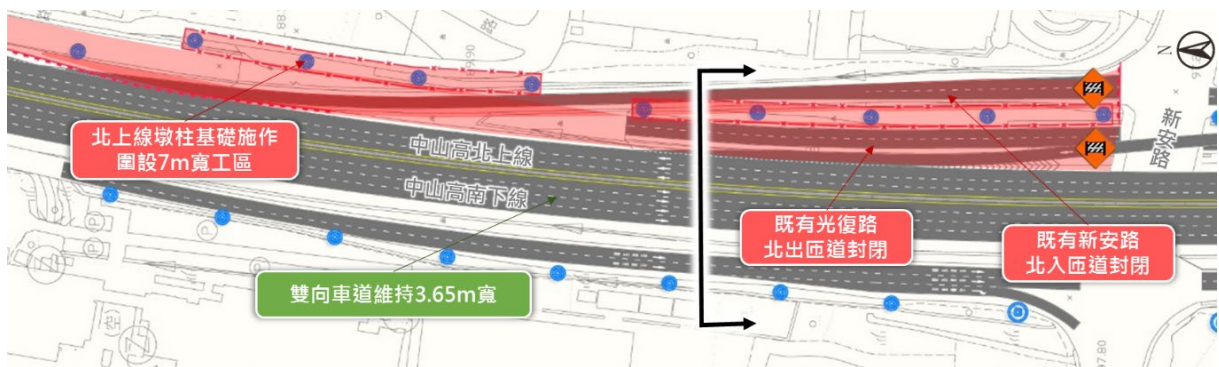 N
北上線墩柱基礎施作
圍設7m寬工區
中山高北上線
中山高南下線
新安路
既有光復路
北出匝道封閉
既有新安路
北入匝道封閉
雙向車道維持3.65m寬
空
97.80